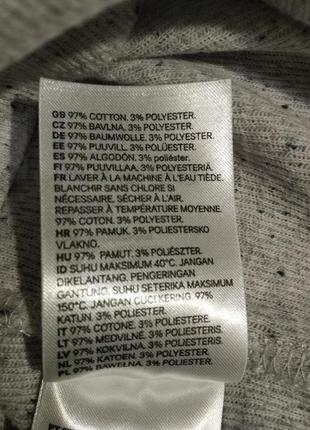 GB 97% COTTON. 3% POLYESTER.
CZ 97% BAVLNA. 3% POLYESTER.
DE 97% BAUMWOLLE. 3% POLYESTER.
EE 97% PUUVILL. 3% POLÜESTER.
ES 97% ALGODÓN. 3% poliéster.
FI 97% PUUVILLAA. 3% POLYESTERIÄ.
FR LAVER À LA MACHINE À L'EAU TIÈDE.
BLANCHIR SANS CHLORE SI
NÉCESSAIRE. SÉCHER À L'AIR.
REPASSER À TEMPÉRATURE MOYENNE.
97% COTON. 3% POLYESTER.
HR 97% PAMUK. 3% POLIESTERSKO
VLAKNO.
HU 97% PAMUT. 3% POLIÉSZTER.
ID SUHU MAKSIMUM 40°C. JANGAN
DIKELANTANG. PENGERINGAN
GANTUNG. SUHU SETERIKA MAKSIMUM
150°C. JANGAN CUCI KERING. 97%
KATUN. 3% POLIESTER.
IT 97% COTONE. 3% POLIESTERE.
LT 97% MEDVILNĖ. 3% POLIESTERIS.
LV 97% KOKVILNA. 3% POLIESTERIS.
NL 97% KATOEN. 3% POLYESTER.
PL 97% BAWEŁNA. 3% POLIESTER.